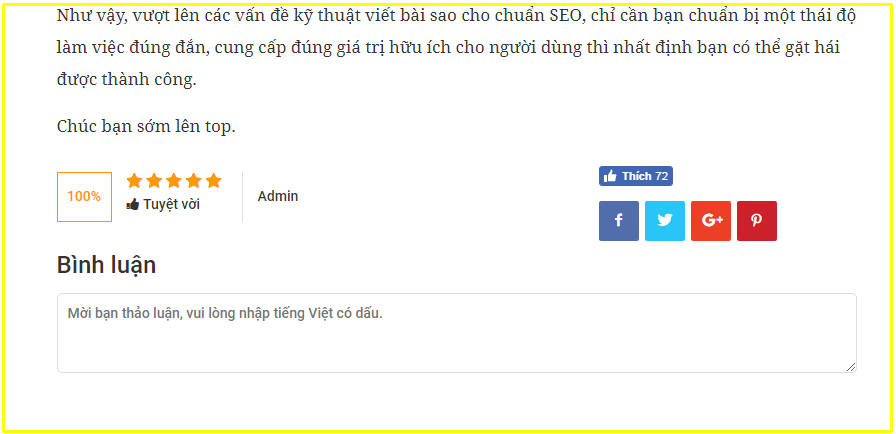 Như vậy, vượt lên các vấn đề kỹ thuật viết bài sao cho chuẩn SEO, chỉ cần bạn chuẩn bị một thái độ
làm việc đúng đắn, cung cấp đúng giá trị hữu ích cho người dùng thì nhất định bạn có thể gặt hái
được thành công.
Chúc bạn sớm lên top.
100%
Tuyệt vời
Admin
Thích 72
Bình luận
Mời bạn thảo luận, vui lòng nhập tiếng Việt có dấu.